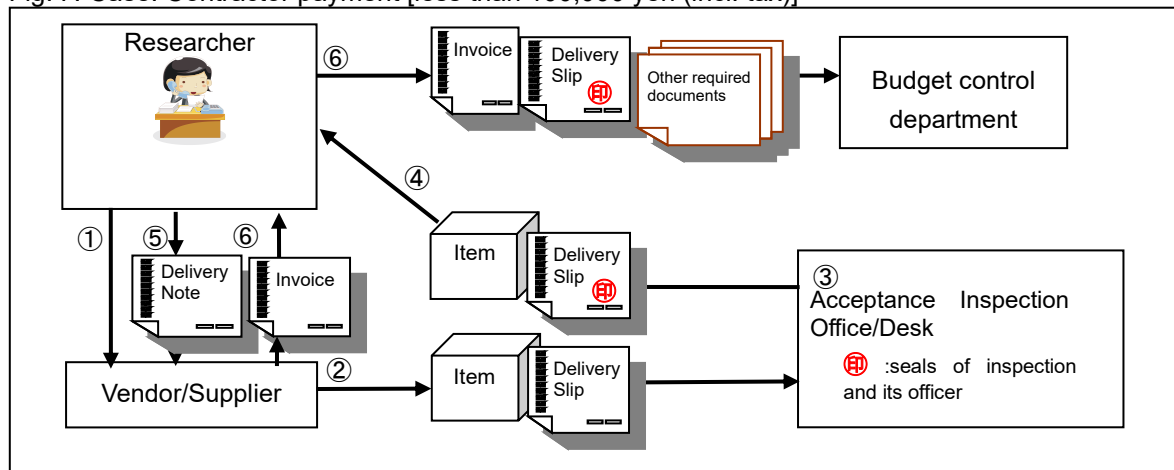 Researcher
⑥
Invoice
Delivery
Slip
印
Other required
documents
Budget control
department
④
①
⑤
⑥
Delivery
Note
Invoice
Item
Delivery
Slip
印
③
Acceptance Inspection
Office/Desk
印 :seals of inspection
and its officer
Vendor/Supplier
②
Item
Delivery
Slip